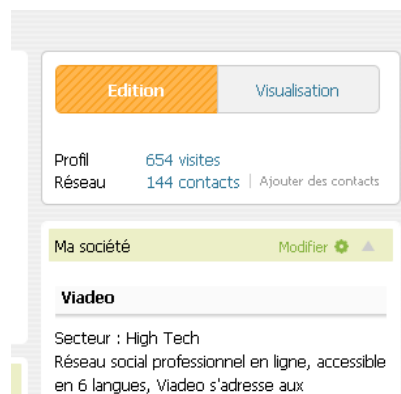 Edition Visualisation
Profil 654 visites
Réseau 144 contacts | Ajouter des contacts
Ma société Modifier
Viadeo
Secteur : High Tech
Réseau social professionnel en ligne, accessible
en 6 langues, Viadeo s'adresse aux